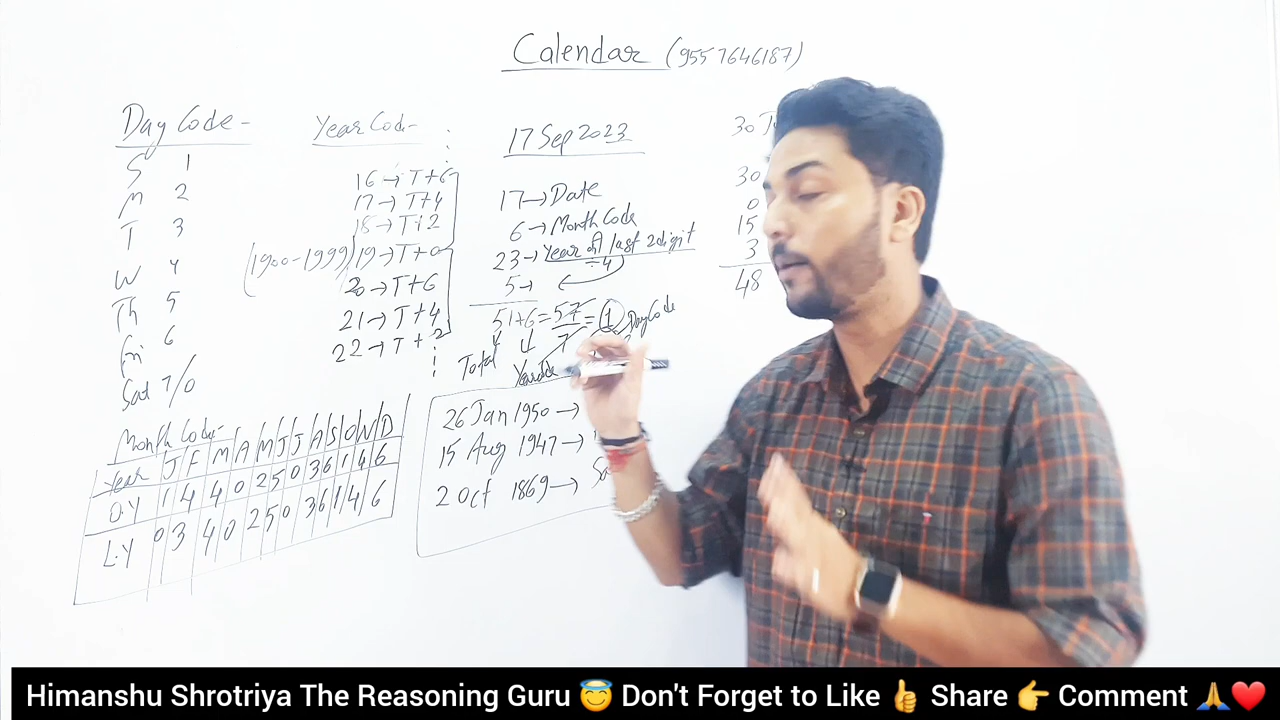 Calendar (9557646187)
Day Code -
S 1
M 2
T 3
W 4
Th 5
Fri 6
Sat 7/0
Year Code -
16 → T+6
17 → T+4
18 → T+2
(1900-1999) 19 → T+0
20 → T+6
21 → T+4
22 → T+2
17 Sep 2023
17 → Date
6 → Month Code
23 → Year of last 2 digit
÷4
5 →
51+6 = 57 = 1 Day Code
7
Total
30
30
0
15
3
48
Month Code -
Year J F M A M J J A S O N D
O.Y 1 4 4 0 2 5 0 3 6 1 4 6
L.Y 0 3 4 0 2 5 0 3 6 1 4 6
26 Jan 1950 →
15 Aug 1947 →
2 Oct 1869 → Sa
Himanshu Shrotriya The Reasoning Guru 😇 Don't Forget to Like 👍 Share 👉 Comment 🙏❤️